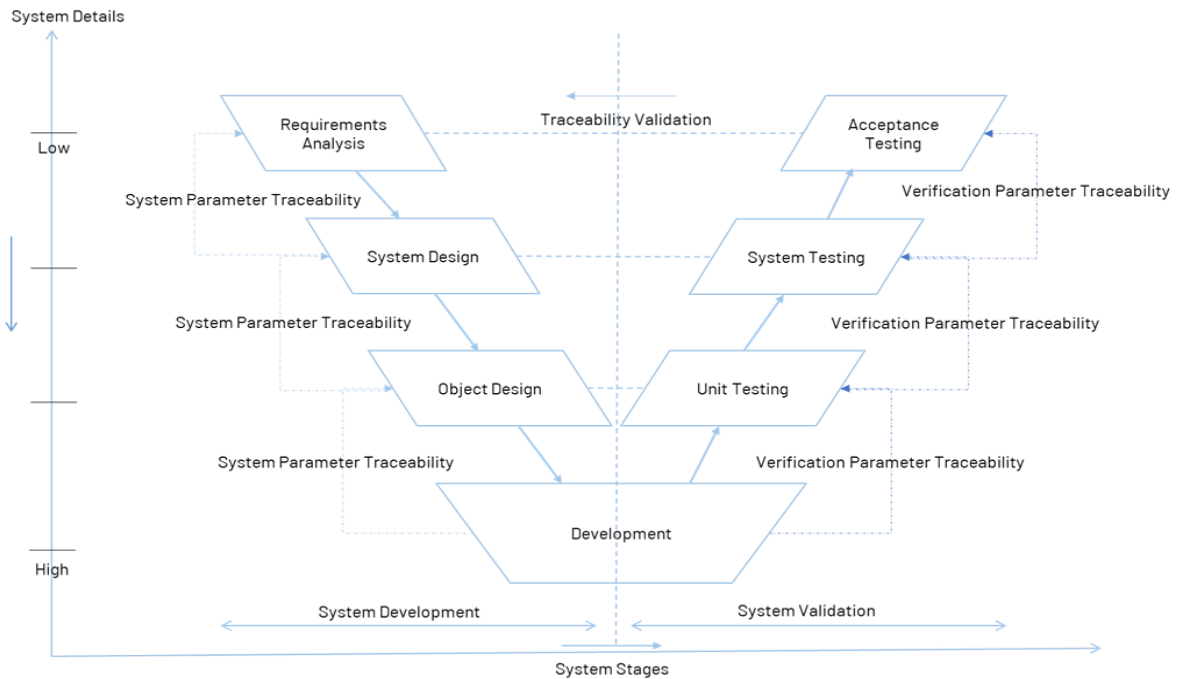 System Details
Requirements
Analysis
Traceability Validation
Acceptance
Testing
Low
System Parameter Traceability
Verification Parameter Traceability
System Design
System Testing
System Parameter Traceability
Verification Parameter Traceability
Object Design
Unit Testing
System Parameter Traceability
Verification Parameter Traceability
Development
High
System Development
System Validation
System Stages